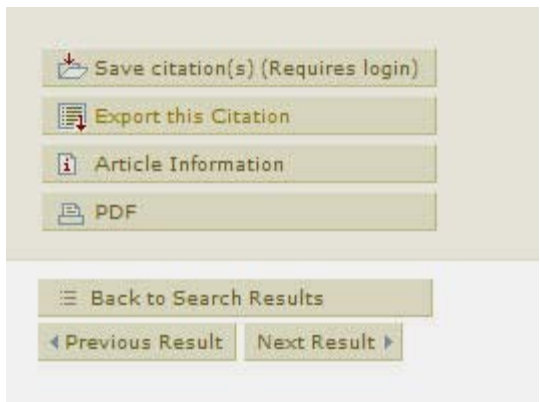 Save citation(s) (Requires login)
Export this Citation
Article Information
PDF
Back to Search Results
Previous Result Next Result